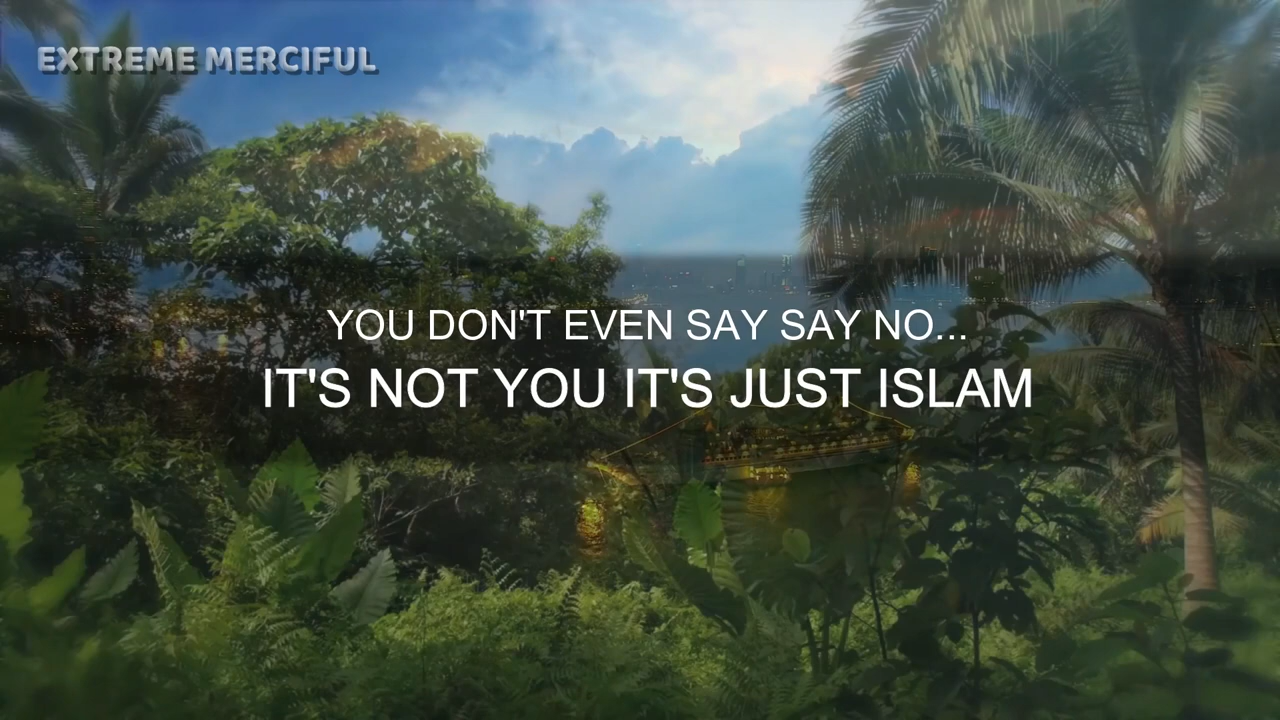 EXTREME MERCIFUL
YOU DON'T EVEN SAY SAY NO...
IT'S NOT YOU IT'S JUST ISLAM